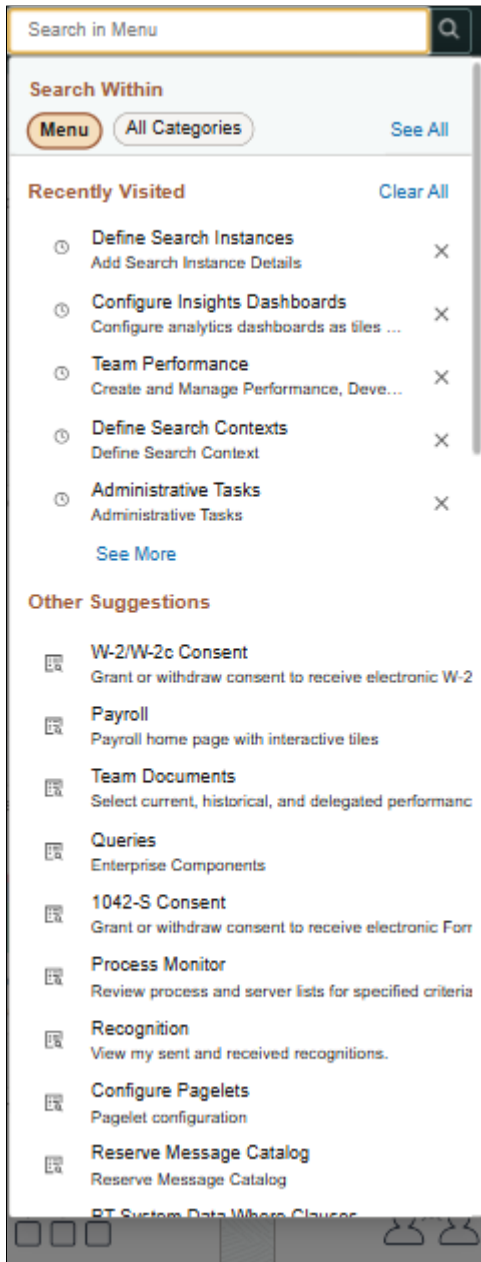 Search in Menu
Search Within
Menu All Categories See All
Recently Visited Clear All
Define Search Instances
Add Search Instance Details
Configure Insights Dashboards
Configure analytics dashboards as tiles ...
Team Performance
Create and Manage Performance, Deve...
Define Search Contexts
Define Search Context
Administrative Tasks
Administrative Tasks
See More
Other Suggestions
W-2/W-2c Consent
Grant or withdraw consent to receive electronic W-2
Payroll
Payroll home page with interactive tiles
Team Documents
Select current, historical, and delegated performanc
Queries
Enterprise Components
1042-S Consent
Grant or withdraw consent to receive electronic Forr
Process Monitor
Review process and server lists for specified criteria
Recognition
View my sent and received recognitions.
Configure Pagelets
Pagelet configuration
Reserve Message Catalog
Reserve Message Catalog
PT System Data Where Clauses